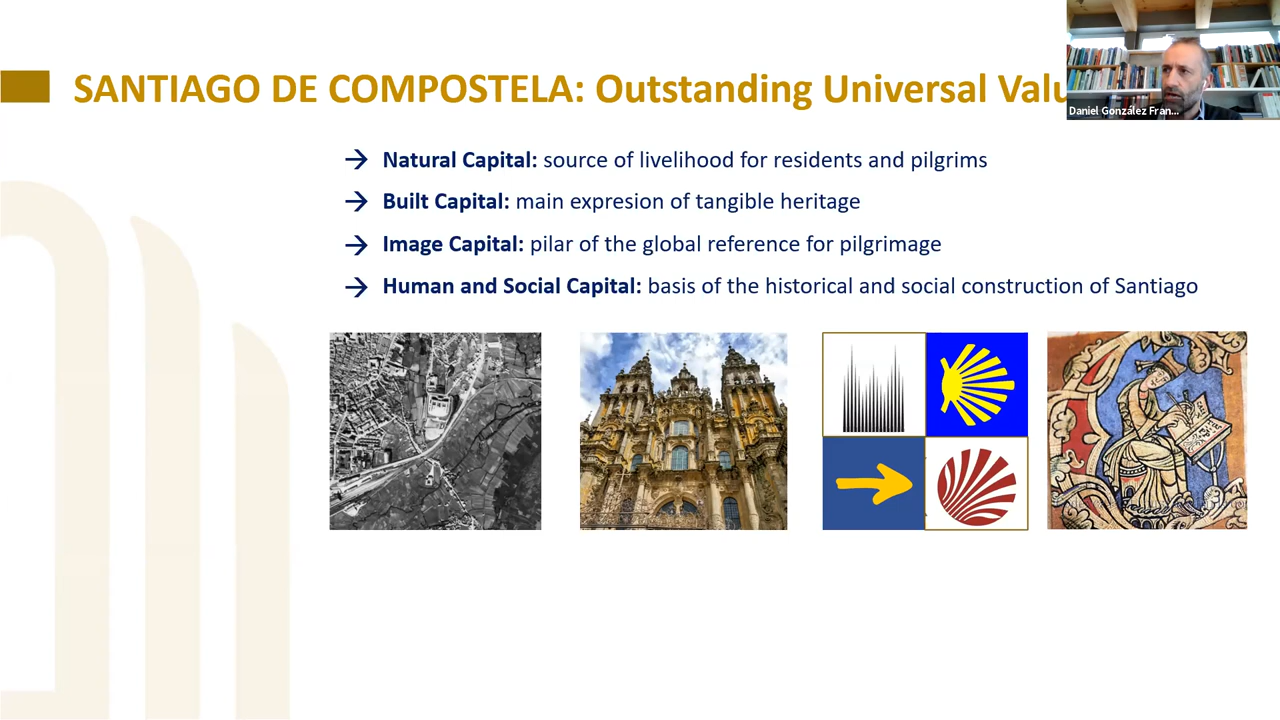 SANTIAGO DE COMPOSTELA: Outstanding Universal Valu
Daniel González Fran...
→ Natural Capital: source of livelihood for residents and pilgrims
→ Built Capital: main expresion of tangible heritage
→ Image Capital: pilar of the global reference for pilgrimage
→ Human and Social Capital: basis of the historical and social construction of Santiago